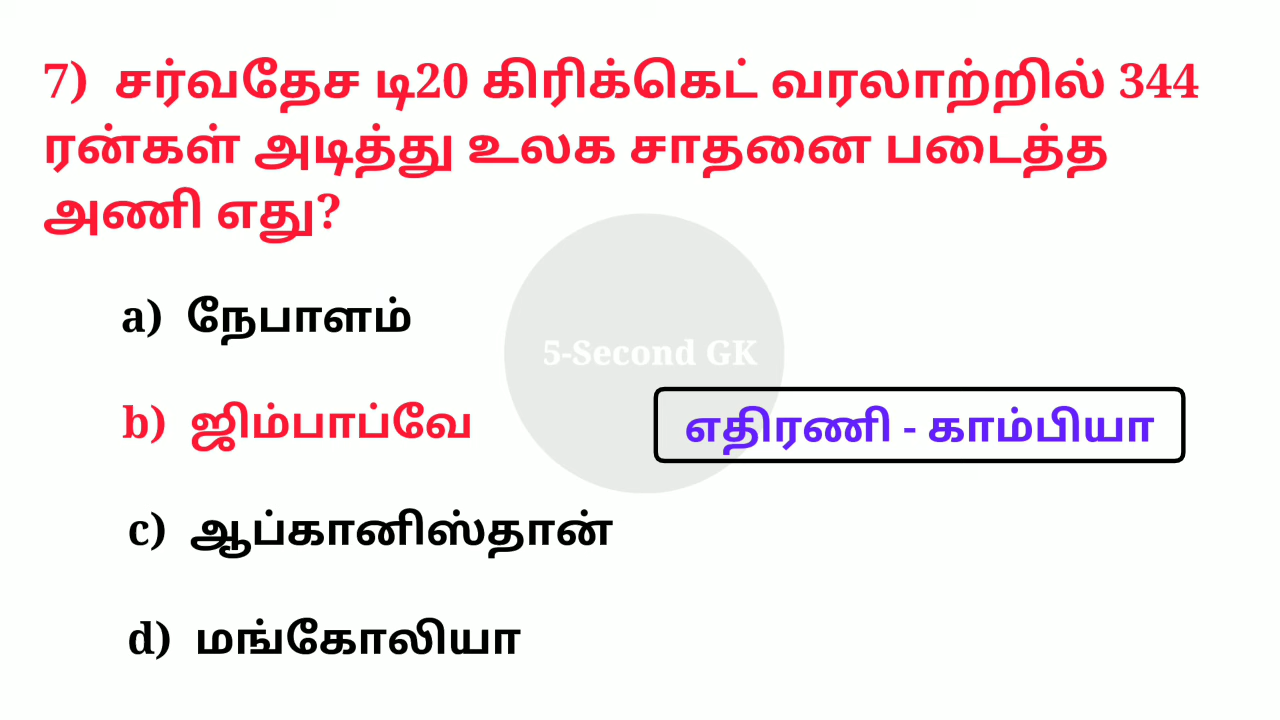 7) சர்வதேச டி20 கிரிக்கெட் வரலாற்றில் 344
ரன்கள் அடித்து உலக சாதனை படைத்த
அணி எது?
a) நேபாளம்
5-Second GK
b) ஜிம்பாப்வே
எதிரணி - காம்பியா
c) ஆப்கானிஸ்தான்
d) மங்கோலியா